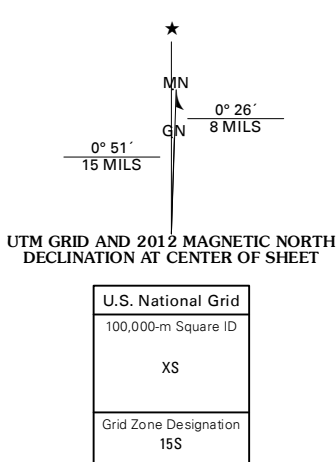 ★
MN
0° 26´
GN
8 MILS
0° 51´
15 MILS
UTM GRID AND 2012 MAGNETIC NORTH
DECLINATION AT CENTER OF SHEET
U.S. National Grid
100,000-m Square ID
XS
Grid Zone Designation
15S